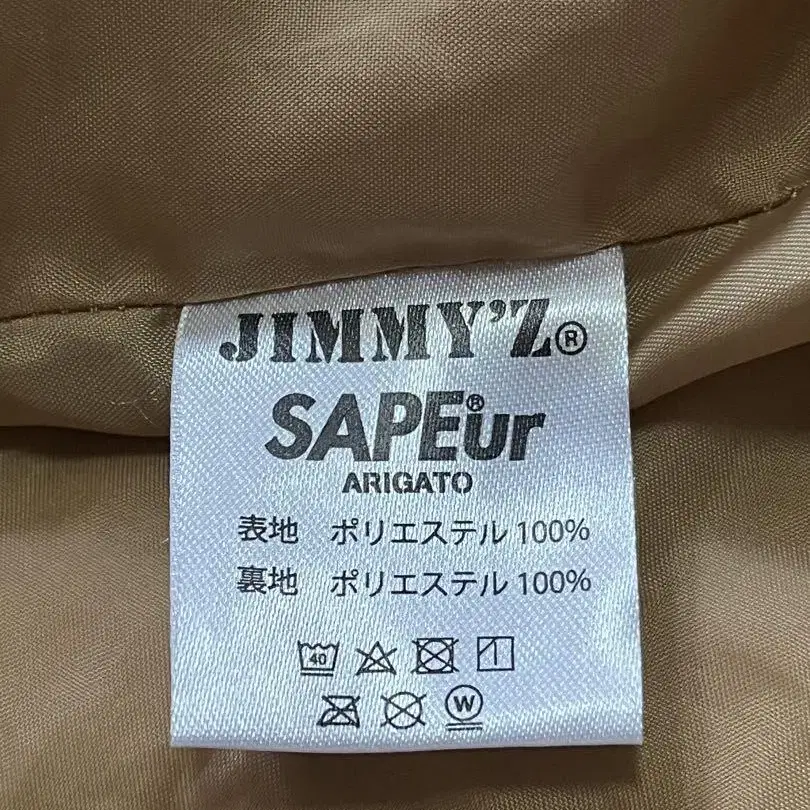 JIMMY'Z®
SAPEur®
ARIGATO
表地 ポリエステル 100%
裏地 ポリエステル 100%
40
W